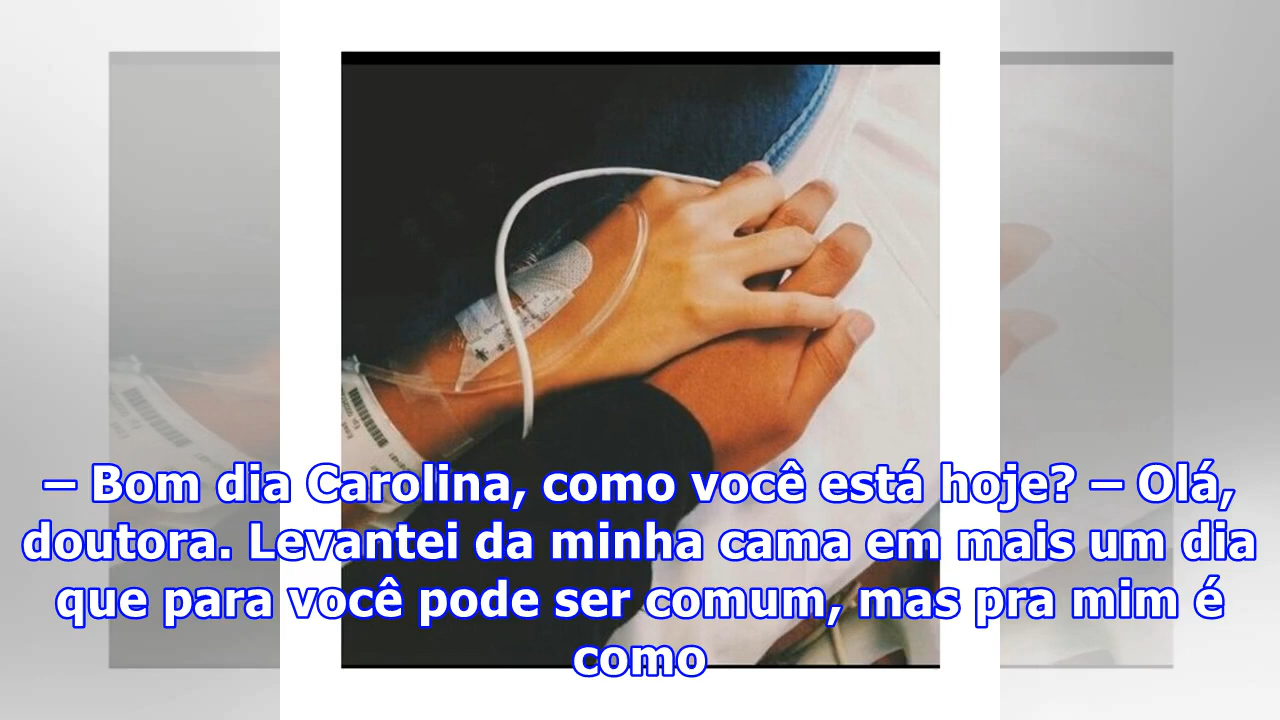 – Bom dia Carolina, como você está hoje? – Olá,
doutora. Levantei da minha cama em mais um dia
que para você pode ser comum, mas pra mim é
como